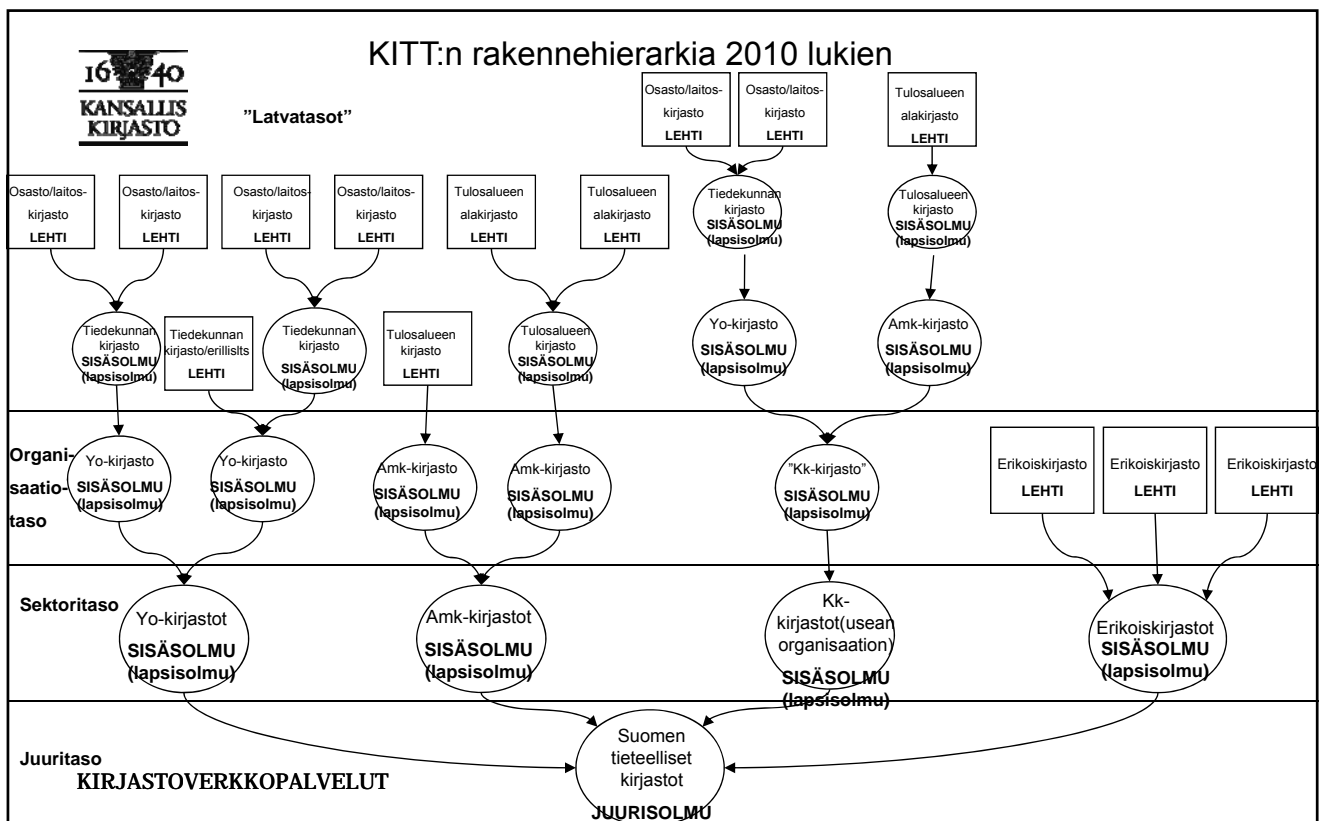 KITT:n rakennehierarkia 2010 lukien
16 40
KANSALLIS
KIRJASTO
"Latvatasot"
Osasto/laitos-
kirjasto
LEHTI
Osasto/laitos-
kirjasto
LEHTI
Tulosalueen
alakirjasto
LEHTI
Osasto/laitos-
kirjasto
LEHTI
Osasto/laitos-
kirjasto
LEHTI
Osasto/laitos-
kirjasto
LEHTI
Osasto/laitos-
kirjasto
LEHTI
Tulosalueen
alakirjasto
LEHTI
Tulosalueen
alakirjasto
LEHTI
Tiedekunnan
kirjasto
SISÄSOLMU
(lapsisolmu)
Tulosalueen
kirjasto
SISÄSOLMU
(lapsisolmu)
Tiedekunnan
kirjasto
SISÄSOLMU
(lapsisolmu)
Tiedekunnan
kirjasto/erillislts
LEHTI
Tiedekunnan
kirjasto
SISÄSOLMU
(lapsisolmu)
Tulosalueen
kirjasto
LEHTI
Tulosalueen
kirjasto
SISÄSOLMU
(lapsisolmu)
Yo-kirjasto
SISÄSOLMU
(lapsisolmu)
Amk-kirjasto
SISÄSOLMU
(lapsisolmu)
Organi-
saatio-
taso
Yo-kirjasto
SISÄSOLMU
(lapsisolmu)
Yo-kirjasto
SISÄSOLMU
(lapsisolmu)
Amk-kirjasto
SISÄSOLMU
(lapsisolmu)
Amk-kirjasto
SISÄSOLMU
(lapsisolmu)
"Kk-kirjasto"
SISÄSOLMU
(lapsisolmu)
Erikoiskirjasto
LEHTI
Erikoiskirjasto
LEHTI
Erikoiskirjasto
LEHTI
Sektoritaso
Yo-kirjastot
SISÄSOLMU
(lapsisolmu)
Amk-kirjastot
SISÄSOLMU
(lapsisolmu)
Kk-
kirjastot(usean
organisaation)
SISÄSOLMU
(lapsisolmu)
Erikoiskirjastot
SISÄSOLMU
(lapsisolmu)
Juuritaso
KIRJASTOVERKKOPALVELUT
Suomen
tieteelliset
kirjastot
JUURISOLMU